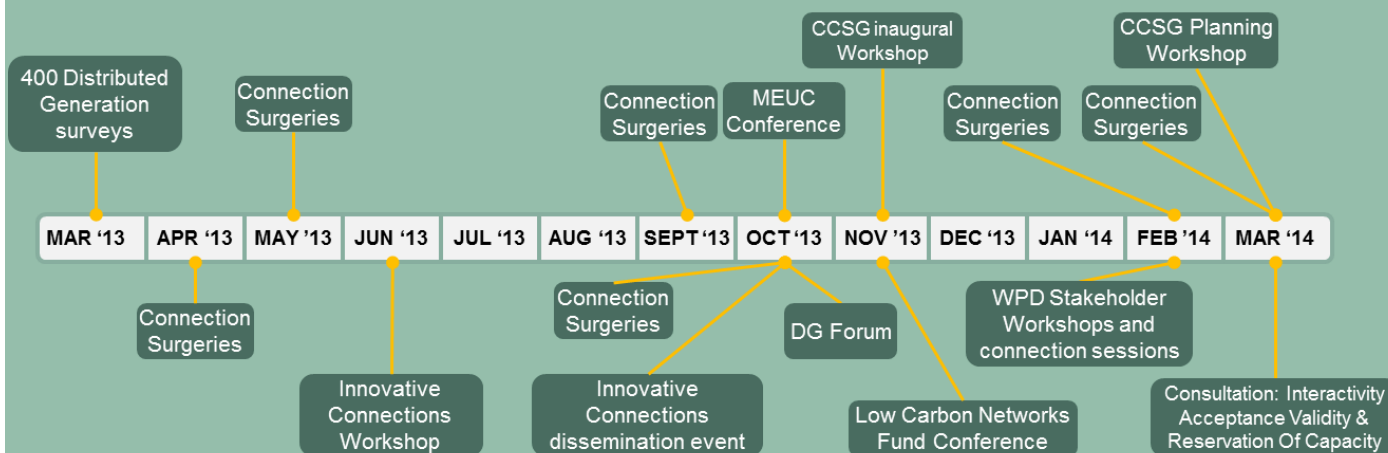 400 Distributed
Generation
surveys
Connection
Surgeries
Connection
Surgeries
MEUC
Conference
CCSG inaugural
Workshop
Connection
Surgeries
Connection
Surgeries
CCSG Planning
Workshop
MAR ‘13
APR ‘13
MAY ‘13
JUN ‘13
JUL ‘13
AUG ‘13
SEPT ‘13
OCT ‘13
NOV ‘13
DEC ‘13
JAN ‘14
FEB ‘14
MAR ‘14
Connection
Surgeries
Innovative
Connections
Workshop
Connection
Surgeries
Innovative
Connections
dissemination event
DG Forum
Low Carbon Networks
Fund Conference
WPD Stakeholder
Workshops and
connection sessions
Consultation: Interactivity
Acceptance Validity &
Reservation Of Capacity